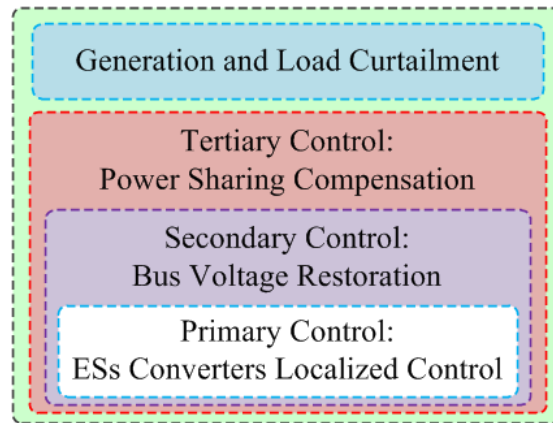 Generation and Load Curtailment
Tertiary Control:
Power Sharing Compensation
Secondary Control:
Bus Voltage Restoration
Primary Control:
ESs Converters Localized Control